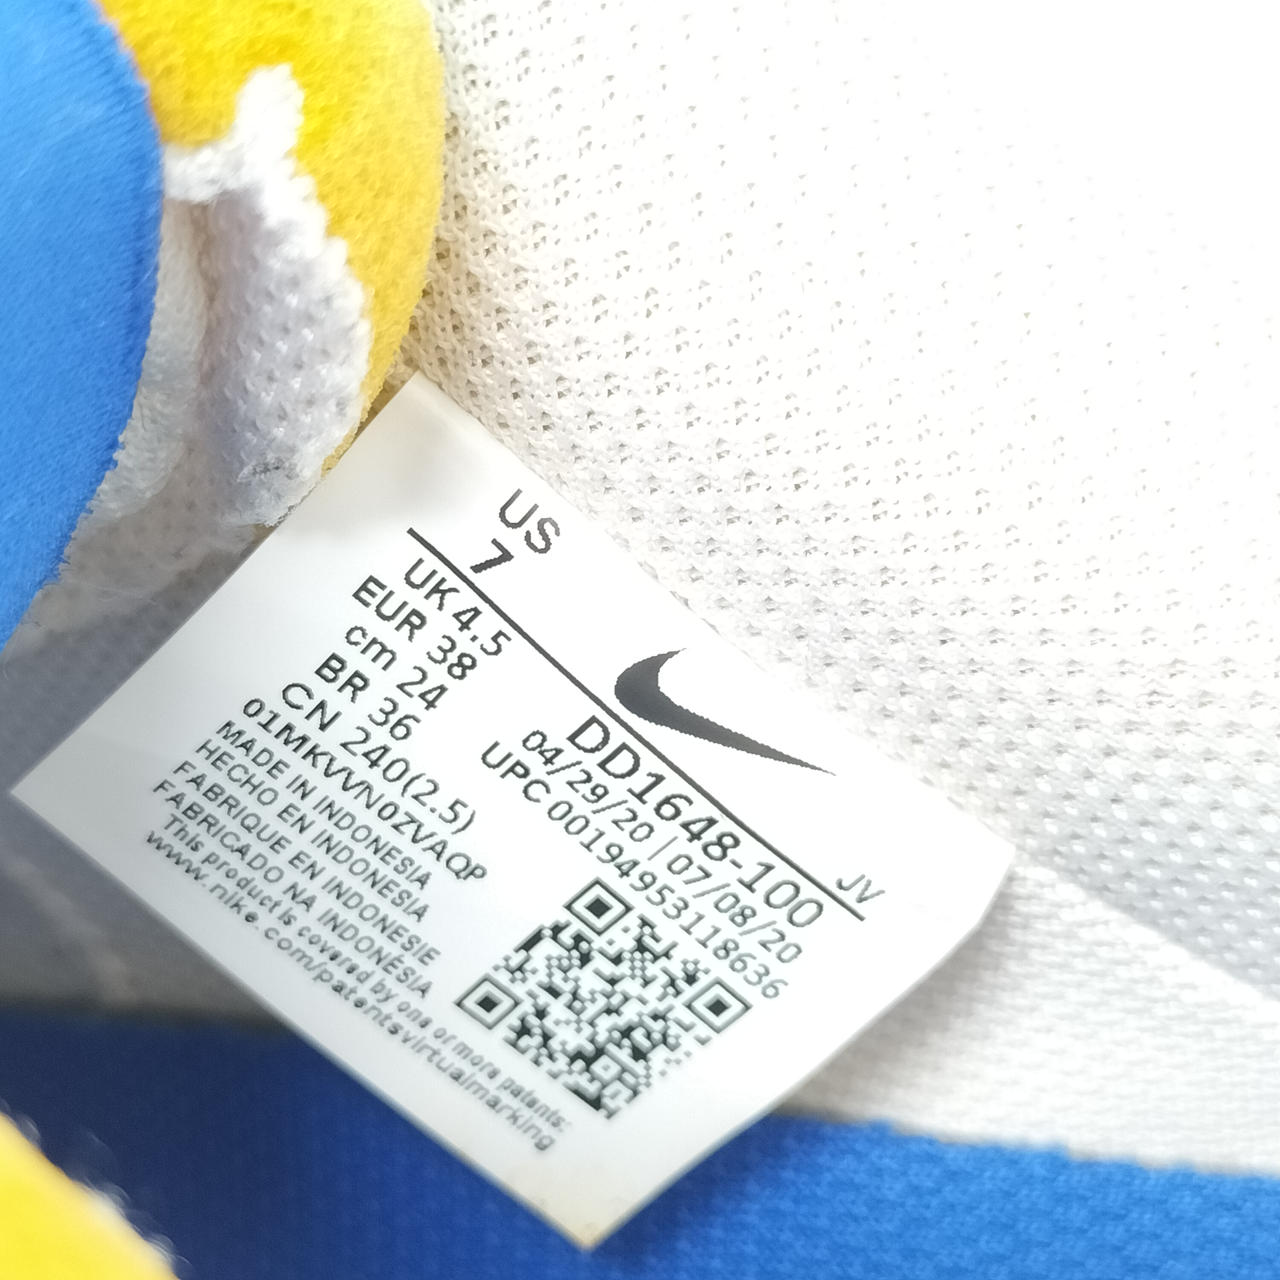 US
7
UK 4.5
EUR 38
cm 24
BR 36
CN 240(2.5)
01MKVVN0ZVAQP
MADE IN INDONESIA
HECHO EN INDONESIA
FABRIQUE EN INDONESIE
FABRICADO NA INDONÉSIA
This product is covered by one or more patents:
www.nike.com/patentsvirtualmarking
JV
DD1648-100
04/29/20 | 07/08/20
UPC 00194953118636